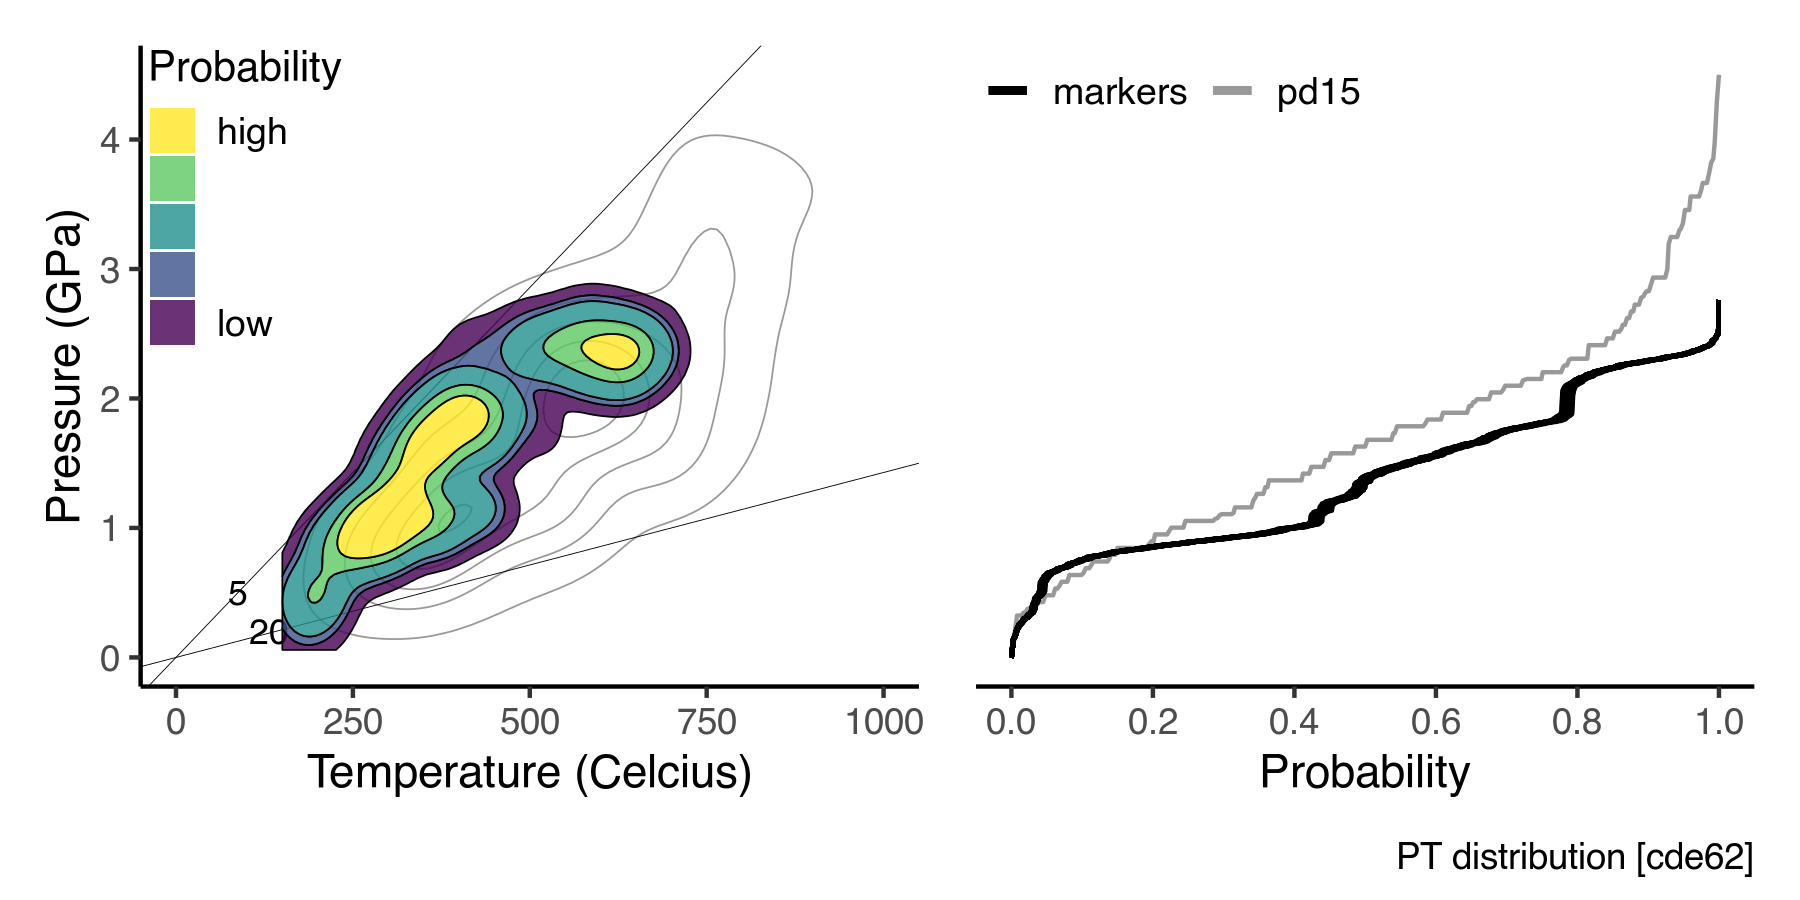 Probability
high
low
4
3
2
1
0
Pressure (GPa)
5
20
0 250 500 750 1000
Temperature (Celcius)
markers pd15
0.0 0.2 0.4 0.6 0.8 1.0
Probability
PT distribution [cde62]